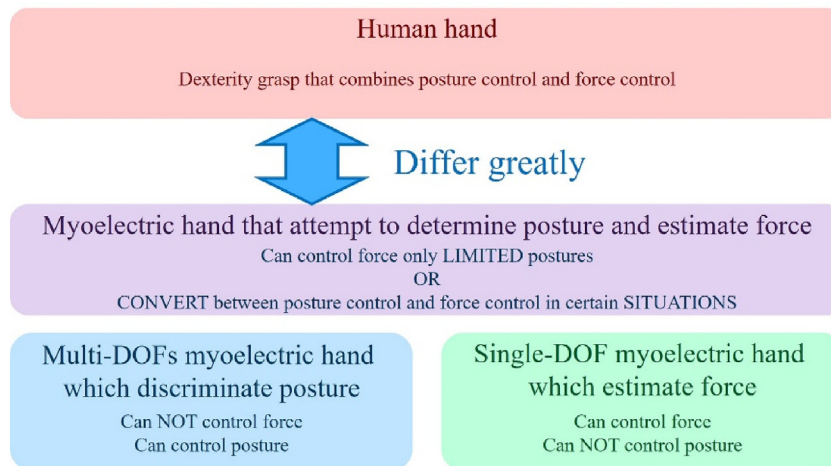 Human hand
Dexterity grasp that combines posture control and force control
Differ greatly
Myoelectric hand that attempt to determine posture and estimate force
Can control force only LIMITED postures
OR
CONVERT between posture control and force control in certain SITUATIONS
Multi-DOFs myoelectric hand
which discriminate posture
Can NOT control force
Can control posture
Single-DOF myoelectric hand
which estimate force
Can control force
Can NOT control posture